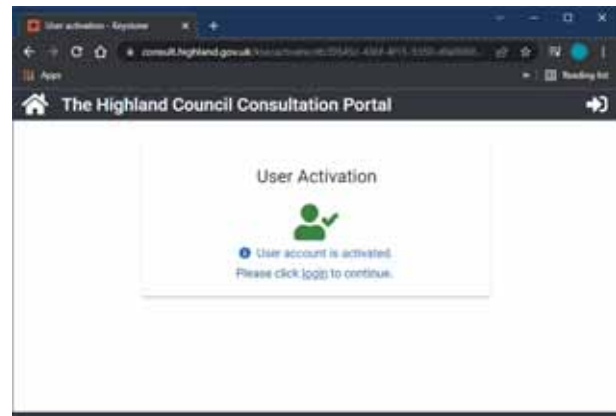 User activation - Keystone
consult.highland.gov.uk
Apps
Reading list
The Highland Council Consultation Portal
User Activation
User account is activated.
Please click login to continue.